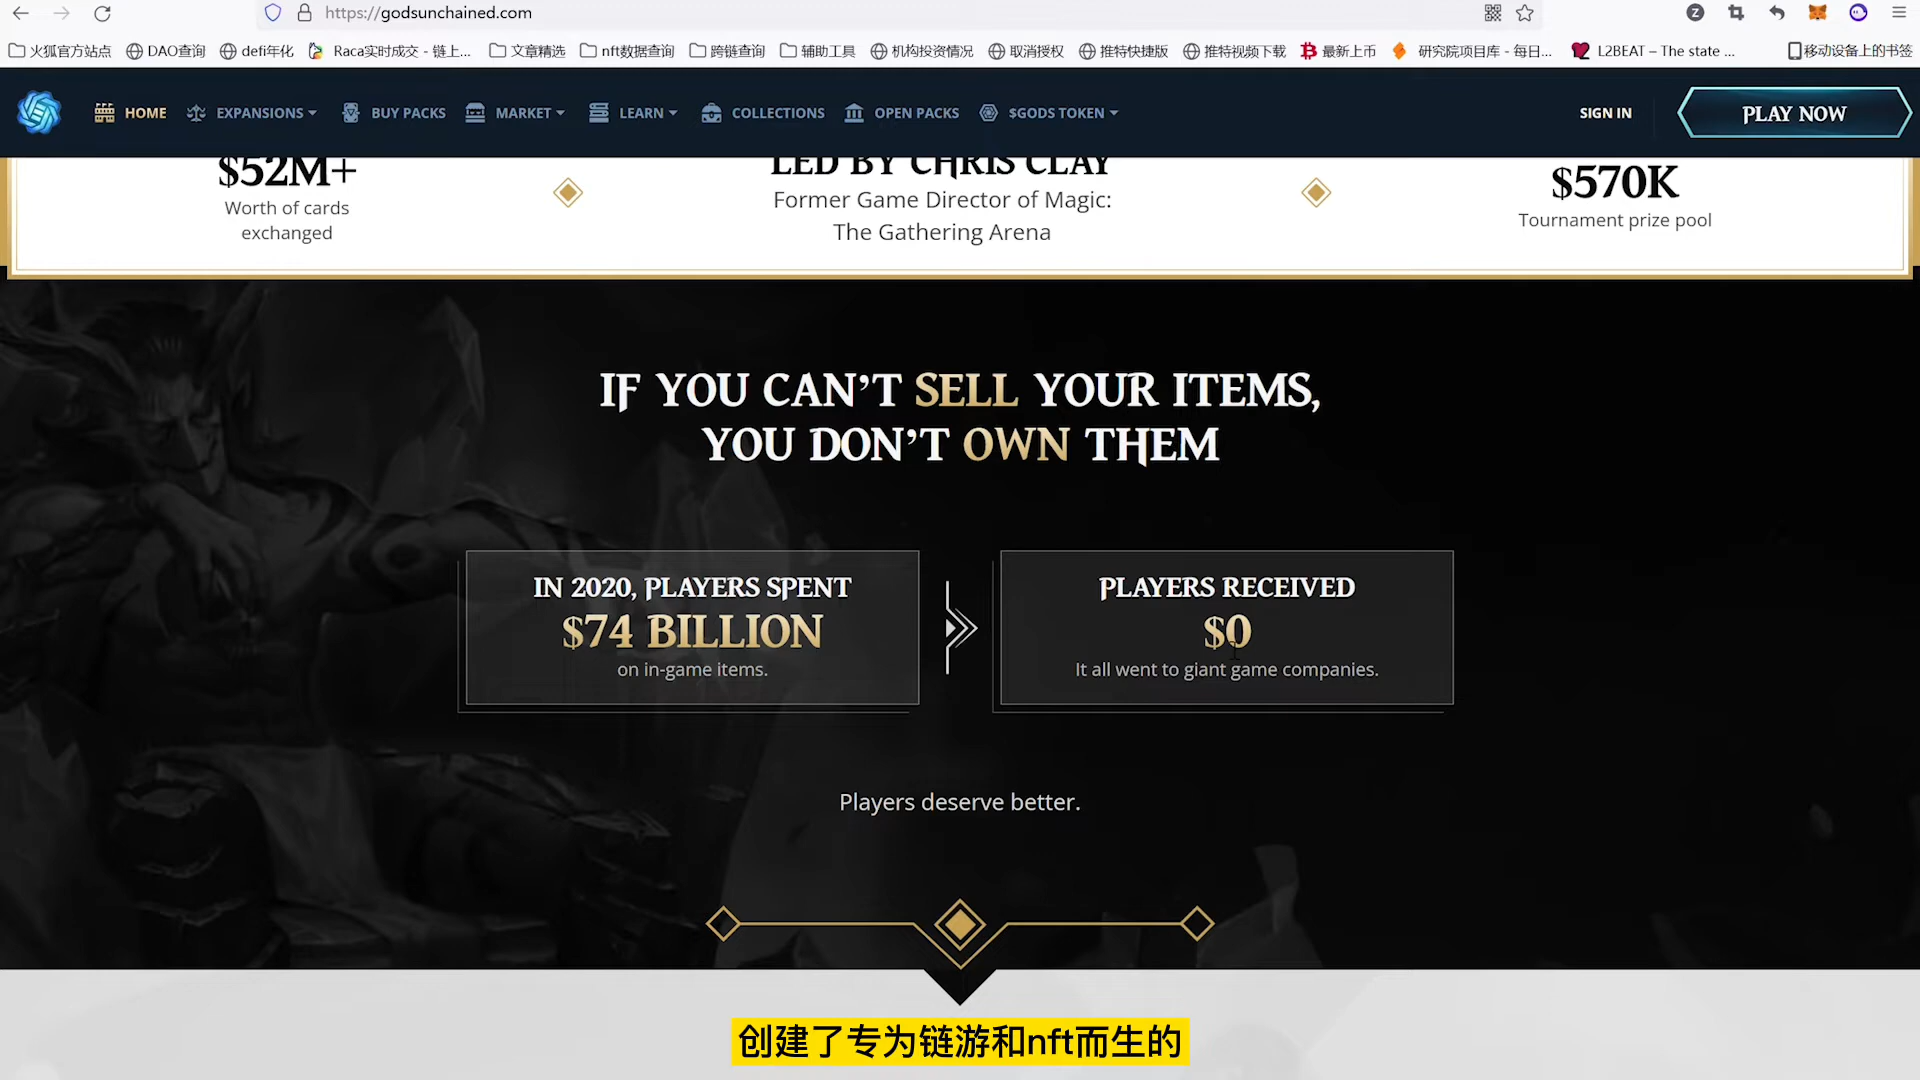 https://godsunchained.com
火狐官方站点 DAO查询 defi年化 Raca实时成交 - 链上... 文章精选 nft数据查询 跨链查询 辅助工具 机构投资情况 取消授权 推特快捷版 推特视频下载 最新上币 研究院项目库 - 每日... L2BEAT – The state ... 移动设备上的书签
HOME EXPANSIONS BUY PACKS MARKET LEARN COLLECTIONS OPEN PACKS $GODS TOKEN SIGN IN PLAY NOW
$52M+
Worth of cards
exchanged
LED BY CHRIS CLAY
Former Game Director of Magic:
The Gathering Arena
$570K
Tournament prize pool
IF YOU CAN'T SELL YOUR ITEMS,
YOU DON'T OWN THEM
IN 2020, PLAYERS SPENT
$74 BILLION
on in-game items.
PLAYERS RECEIVED
$0
It all went to giant game companies.
Players deserve better.
创建了专为链游和nft而生的